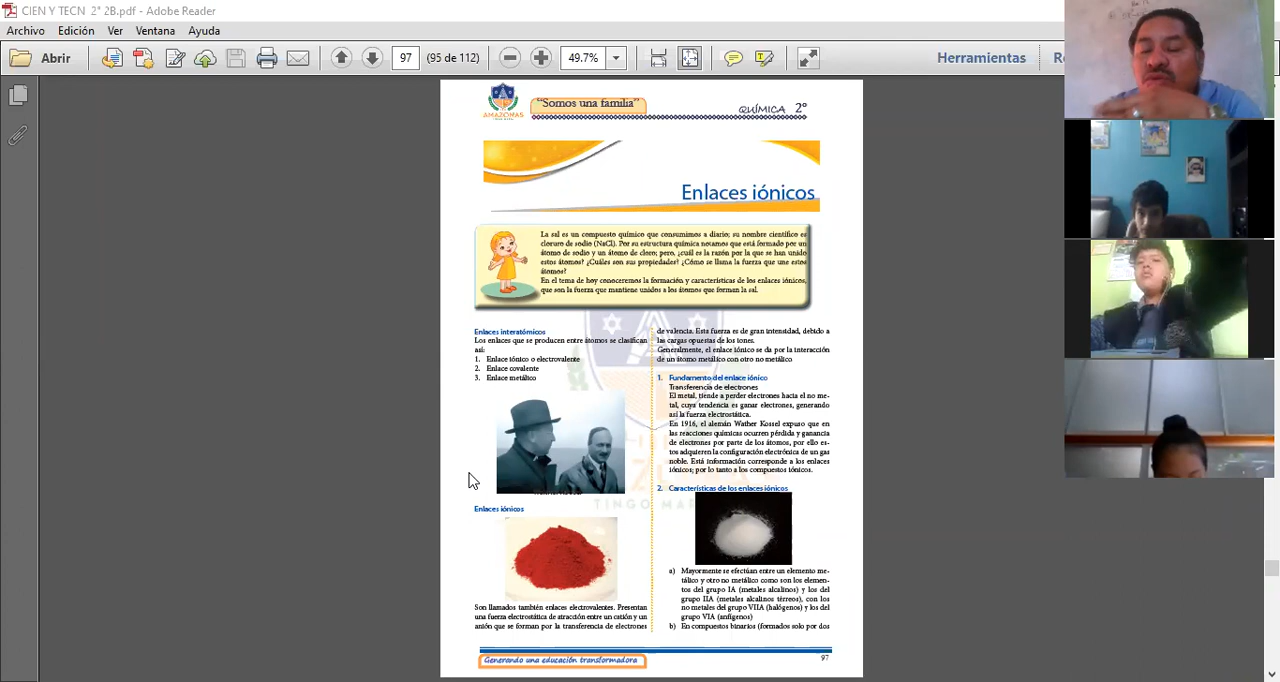 CIEN Y TECN 2° 2B.pdf - Adobe Reader
Archivo Edición Ver Ventana Ayuda
Abrir
97 (95 de 112)
49.7%
Herramientas
AMAZONAS
"Somos una familia"
QUÍMICA 2°
Enlaces iónicos
La sal es un compuesto químico que consumimos a diario; su nombre científico es
cloruro de sodio (NaCl). Por su estructura química notamos que está formado por un
átomo de sodio y un átomo de cloro; pero, ¿cuál es la razón por la que se han unido
estos átomos? ¿Cuáles son sus propiedades? ¿Cómo se llama la fuerza que une estos
átomos?
En el tema de hoy conoceremos la formación y características de los enlaces iónicos,
que son la fuerza que mantiene unidos a los átomos que forman la sal.
Enlaces interatómicos
Los enlaces que se producen entre átomos se clasifican
así:
1. Enlace iónico o electrovalente
2. Enlace covalente
3. Enlace metálico
Enlaces iónicos
Son llamados también enlaces electrovalentes. Presentan
una fuerza electrostática de atracción entre un catión y un
anión que se forman por la transferencia de electrones
de valencia. Esta fuerza es de gran intensidad, debido a
las cargas opuestas de los iones.
Generalmente, el enlace iónico se da por la interacción
de un átomo metálico con otro no metálico
1. Fundamento del enlace iónico
Transferencia de electrones
El metal, tiende a perder electrones hacia el no me-
tal, cuya tendencia es ganar electrones, generando
así la fuerza electrostática.
En 1916, el alemán Wather Kossel expuso que en
las reacciones químicas ocurren pérdida y ganancia
de electrones por parte de los átomos, por ello es-
tos adquieren la configuración electrónica de un gas
noble. Está información corresponde a los enlaces
iónicos; por lo tanto a los compuestos iónicos.
2. Características de los enlaces iónicos
TINGO MAR
a) Mayormente se efectúan entre un elemento me-
tálico y otro no metálico como son los elemen-
tos del grupo IA (metales alcalinos) y los del
grupo IIA (metales alcalinos térreos), con los
no metales del grupo VIIA (halógenos) y los del
grupo VIA (anfígenos)
b) En compuestos binarios (formados solo por dos
Generando una educación transformadora
97